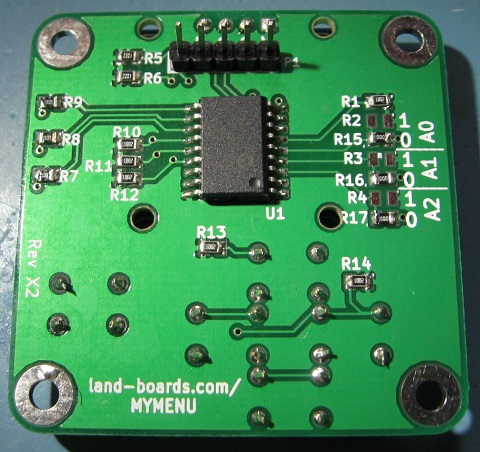 R5
R6
R9
R8
R7
R10
R11
R12
R1
R2
R15
R3
R16
R4
R17
1
0
A0
1
0
A1
1
0
A2
U1
R13
R14
Rev X2
land-boards.com/
MYMENU